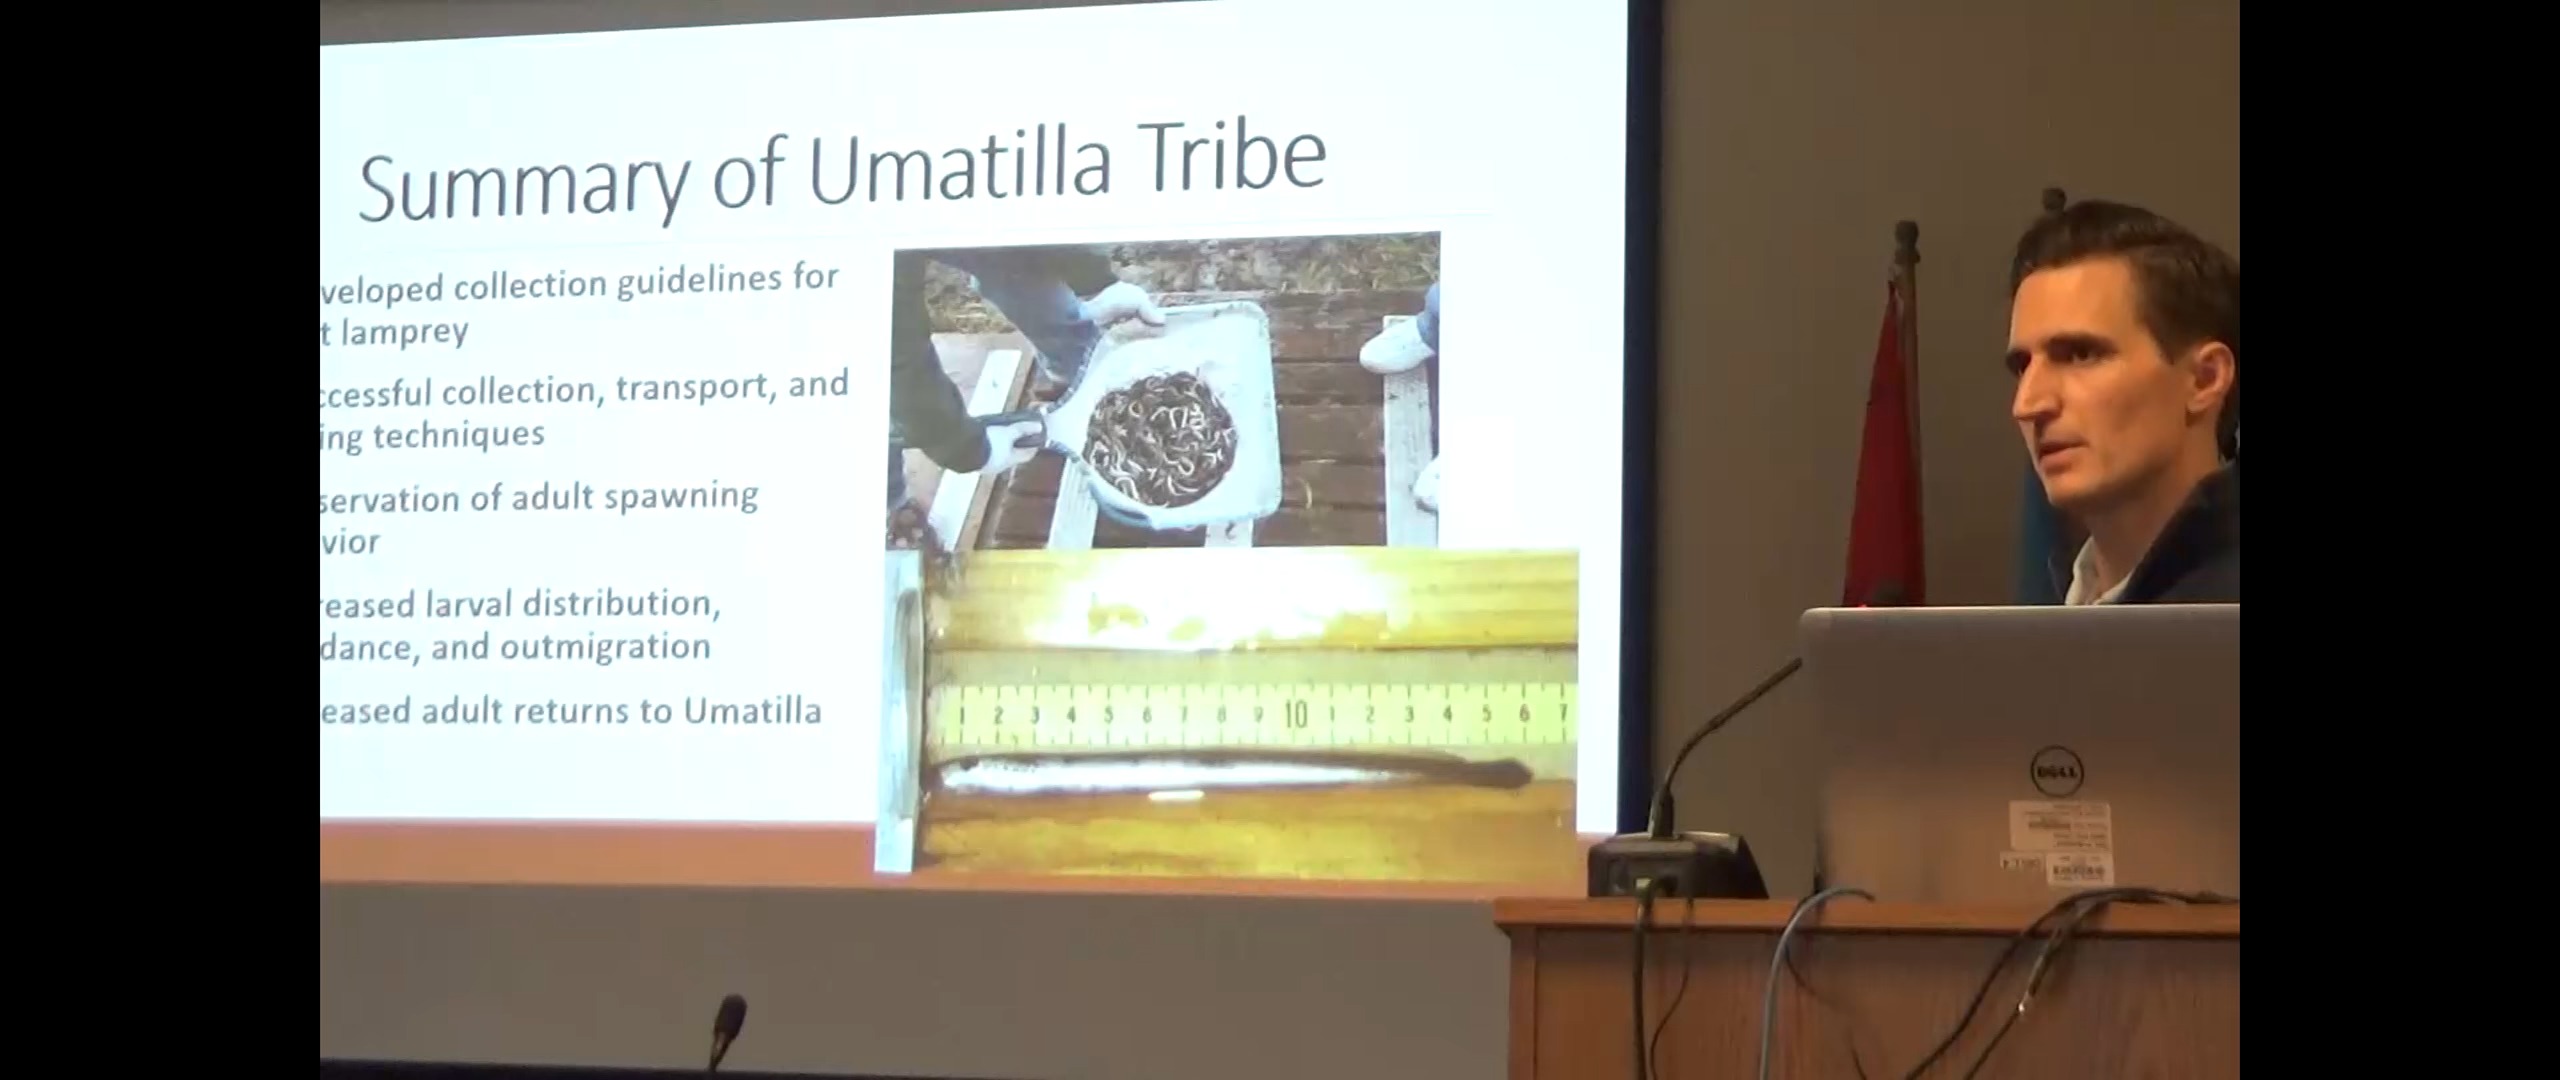 Summary of Umatilla Tribe
veloped collection guidelines for
t lamprey
ccessful collection, transport, and
ing techniques
servation of adult spawning
vior
reased larval distribution,
dance, and outmigration
eased adult returns to Umatilla
1 2 3 4 5 6 7 8 9 10 1 2 3 4 5 6 7
DELL